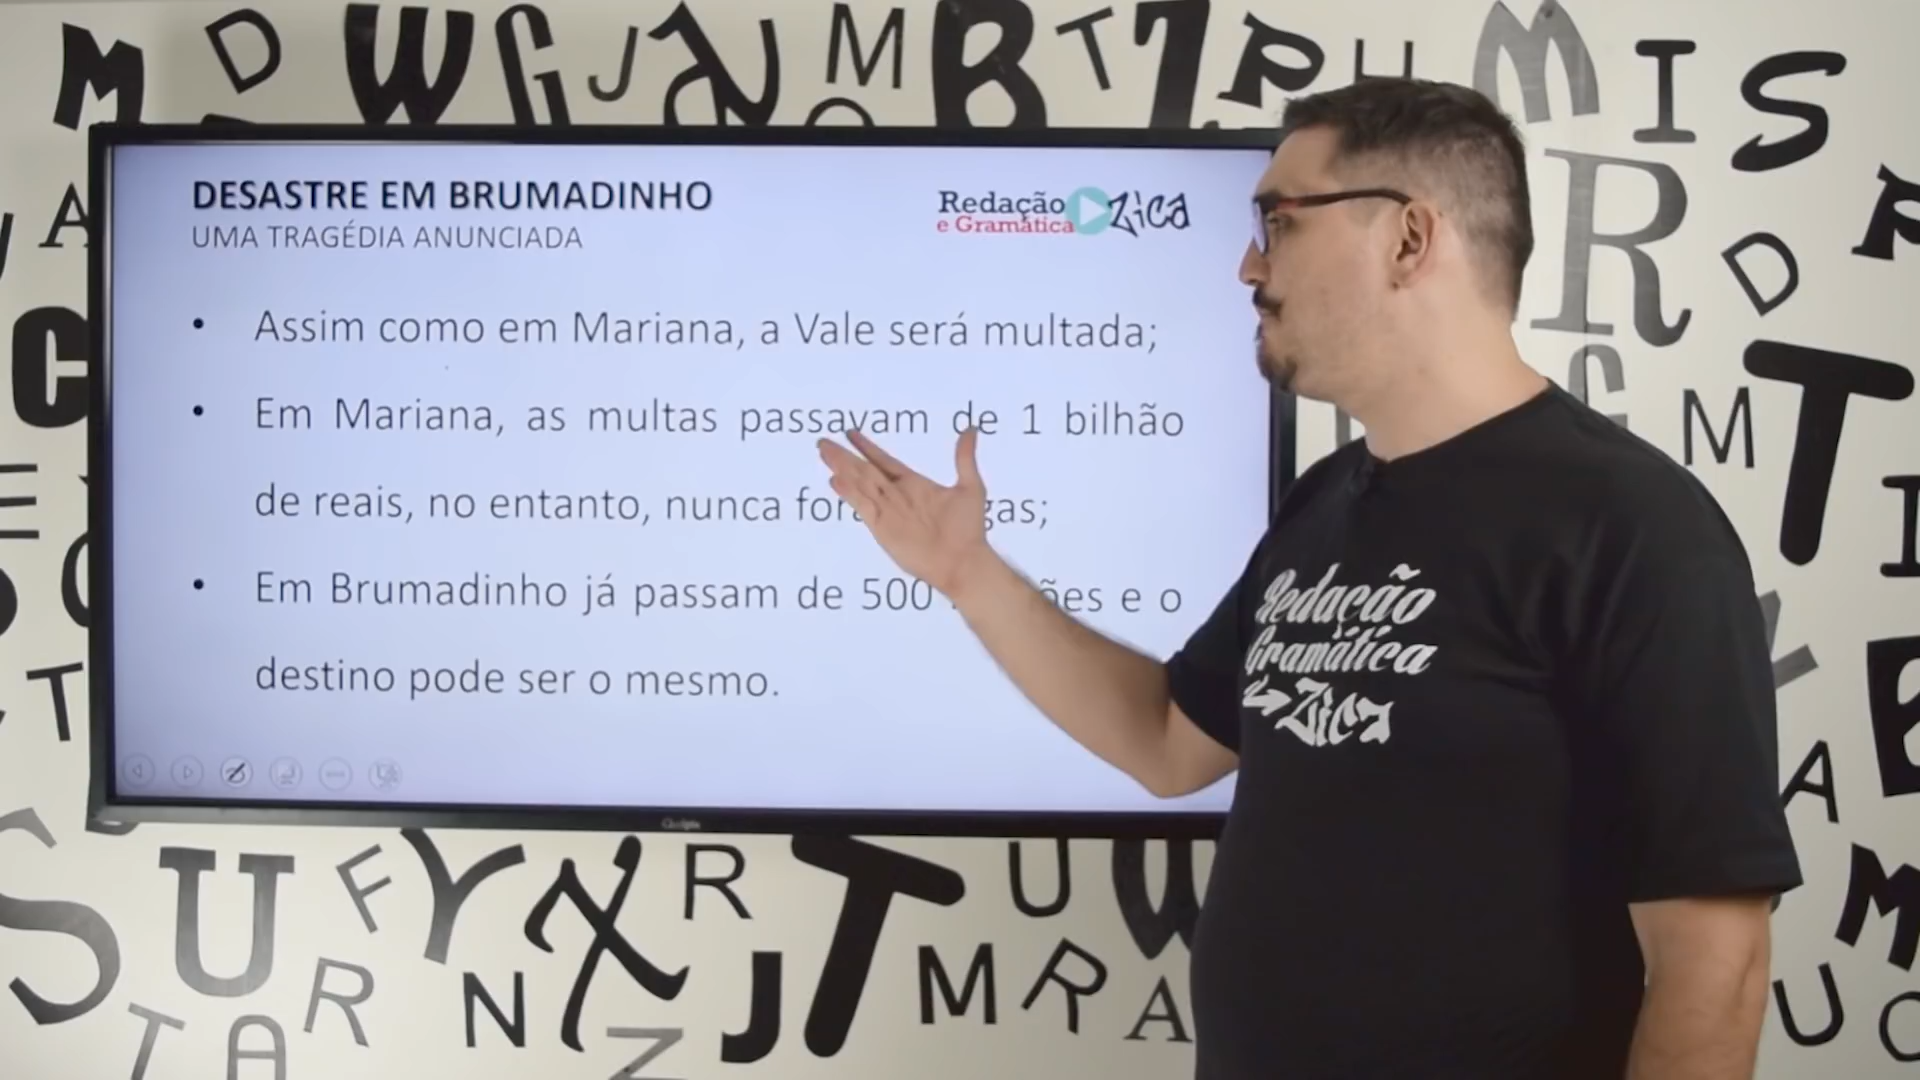 DESASTRE EM BRUMADINHO
UMA TRAGÉDIA ANUNCIADA
Redação
e Gramática
Zica
• Assim como em Mariana, a Vale será multada;
• Em Mariana, as multas passavam de 1 bilhão
de reais, no entanto, nunca
• Em Brumadinho já passam de 500 e o
destino pode ser o mesmo.
Redação
Gramática
Zica